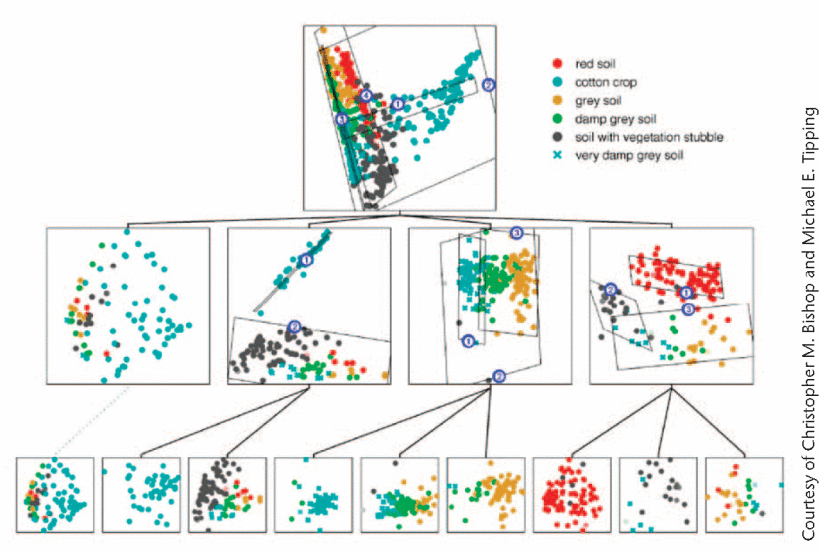 red soil
cotton crop
grey soil
damp grey soil
soil with vegetation stubble
very damp grey soil
4
1
2
3
1
2
3
1
2
2
1
3
Courtesy of Christopher M. Bishop and Michael E. Tipping